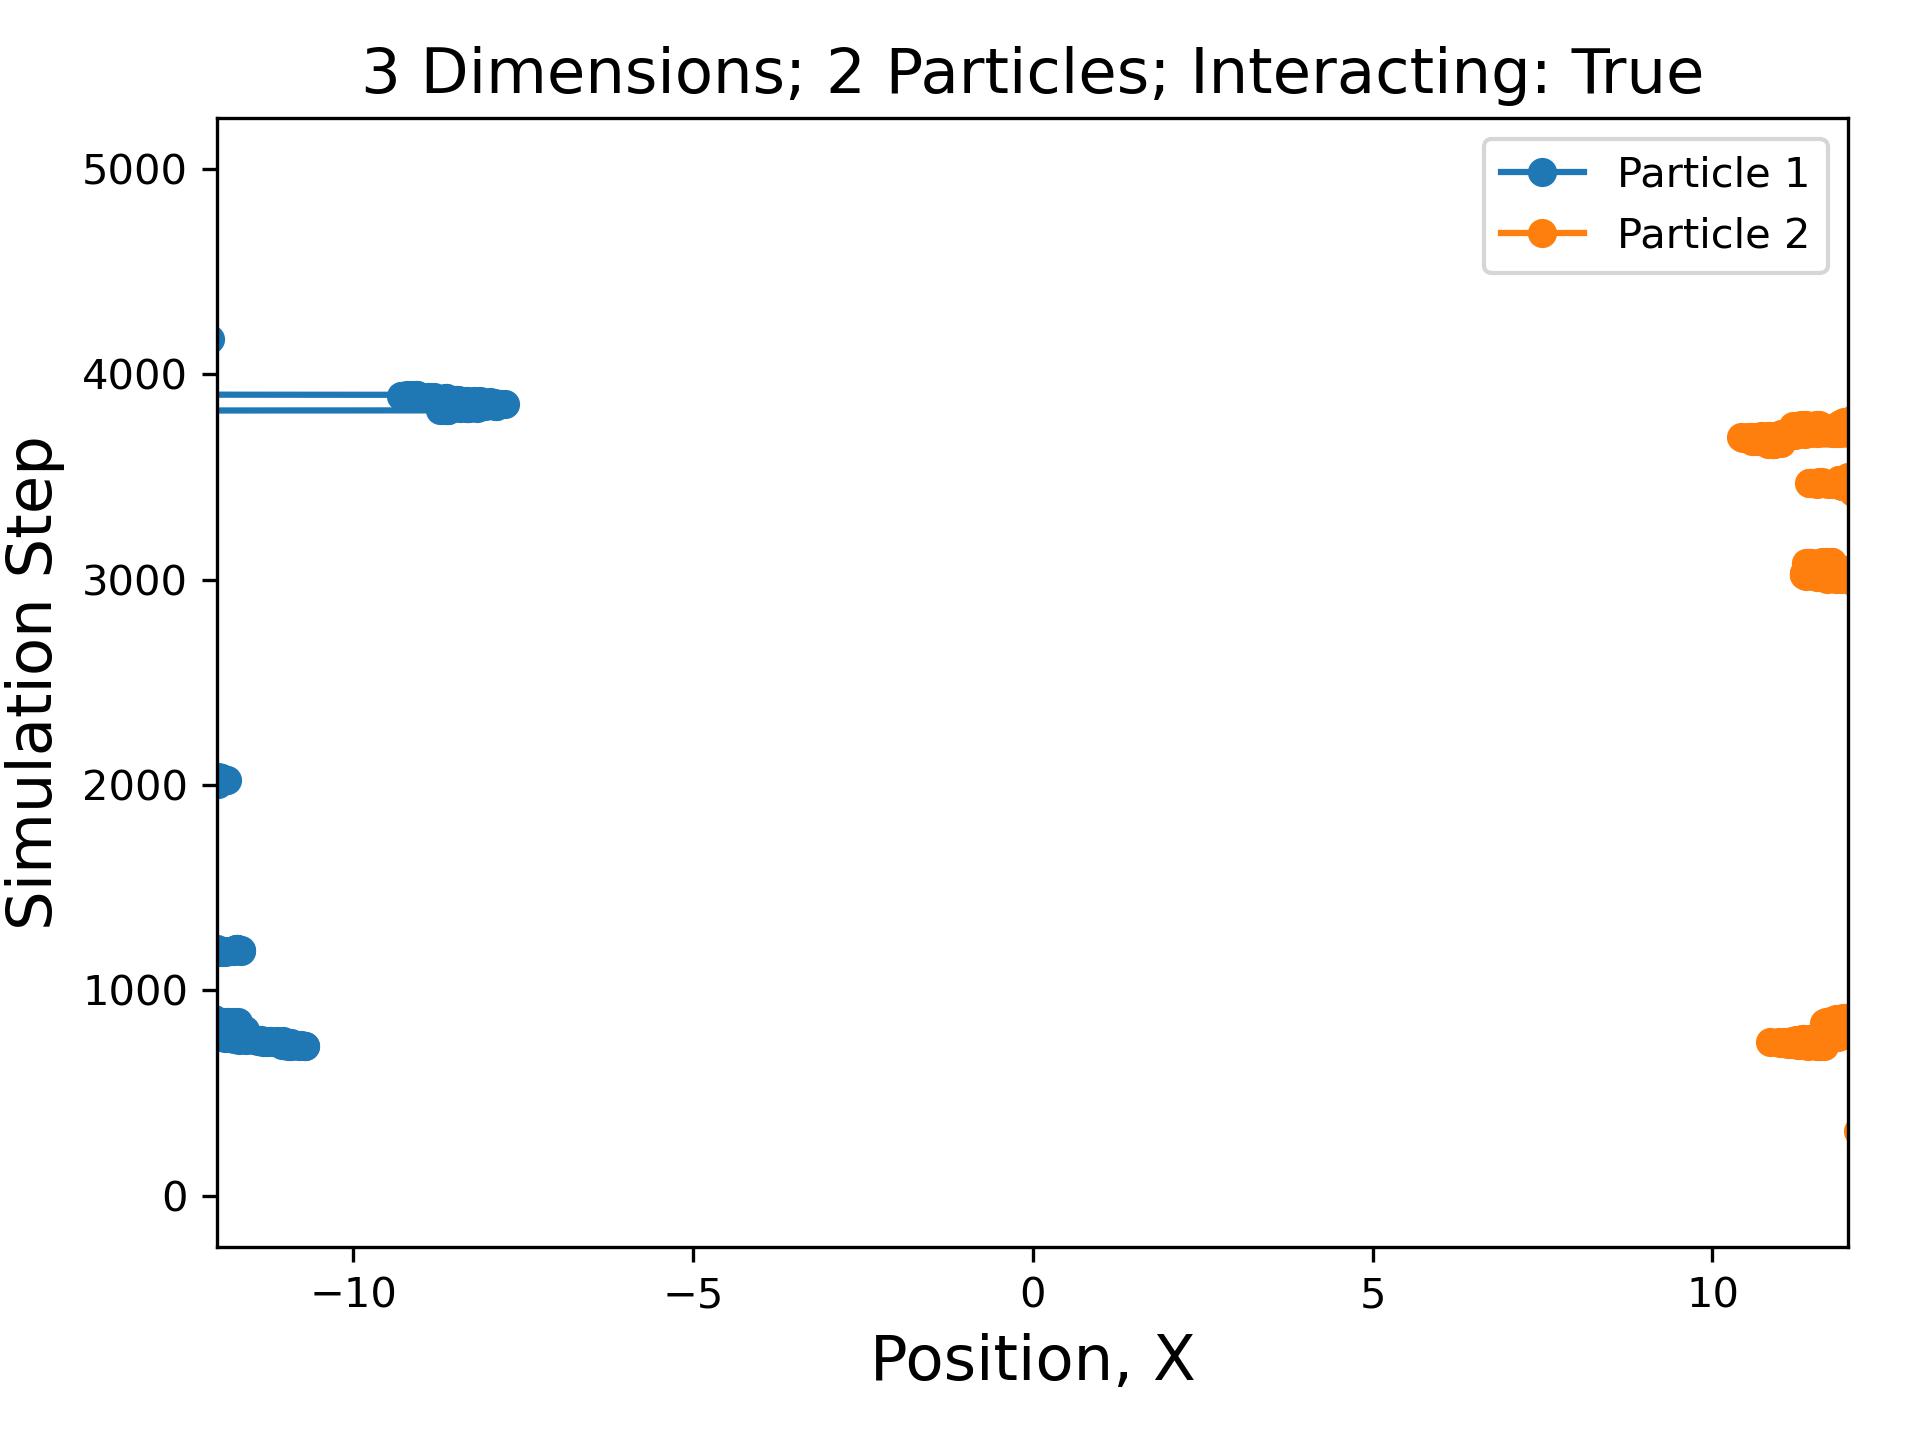 3 Dimensions; 2 Particles; Interacting: True
Particle 1
Particle 2
5000
4000
3000
2000
1000
0
Simulation Step
−10
−5
0
5
10
Position, X